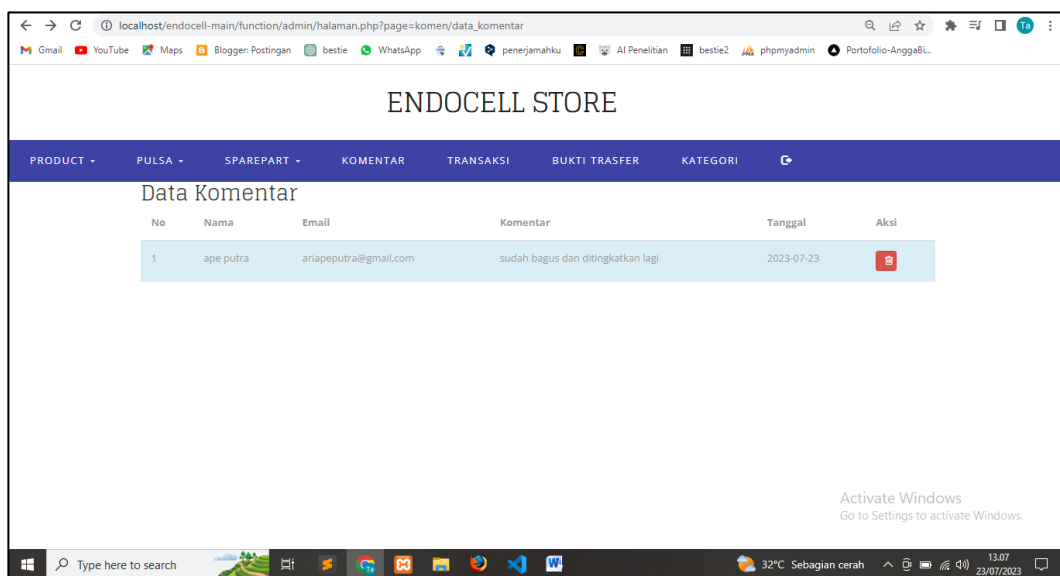 localhost/endocell-main/function/admin/halaman.php?page=komen/data_komentar
Ta
Gmail YouTube Maps Blogger: Postingan bestie WhatsApp penerjamahku AI Penelitian bestie2 phpmyadmin Portofolio-AnggaBi...
ENDOCELL STORE
PRODUCT PULSA SPAREPART KOMENTAR TRANSAKSI BUKTI TRASFER KATEGORI
Data Komentar
No Nama Email Komentar Tanggal Aksi
1 ape putra ariapeputra@gmail.com sudah bagus dan ditingkatkan lagi 2023-07-23
Activate Windows
Go to Settings to activate Windows.
Type here to search 32°C Sebagian cerah 13.07
23/07/2023